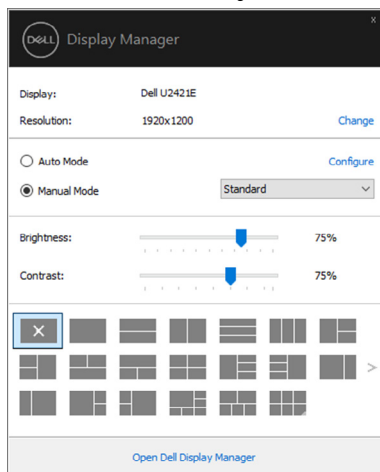 x
DELL Display Manager
Display: Dell U2421E
Resolution: 1920x1200 Change
Auto Mode Configure
Manual Mode Standard
Brightness: 75%
Contrast: 75%
Open Dell Display Manager